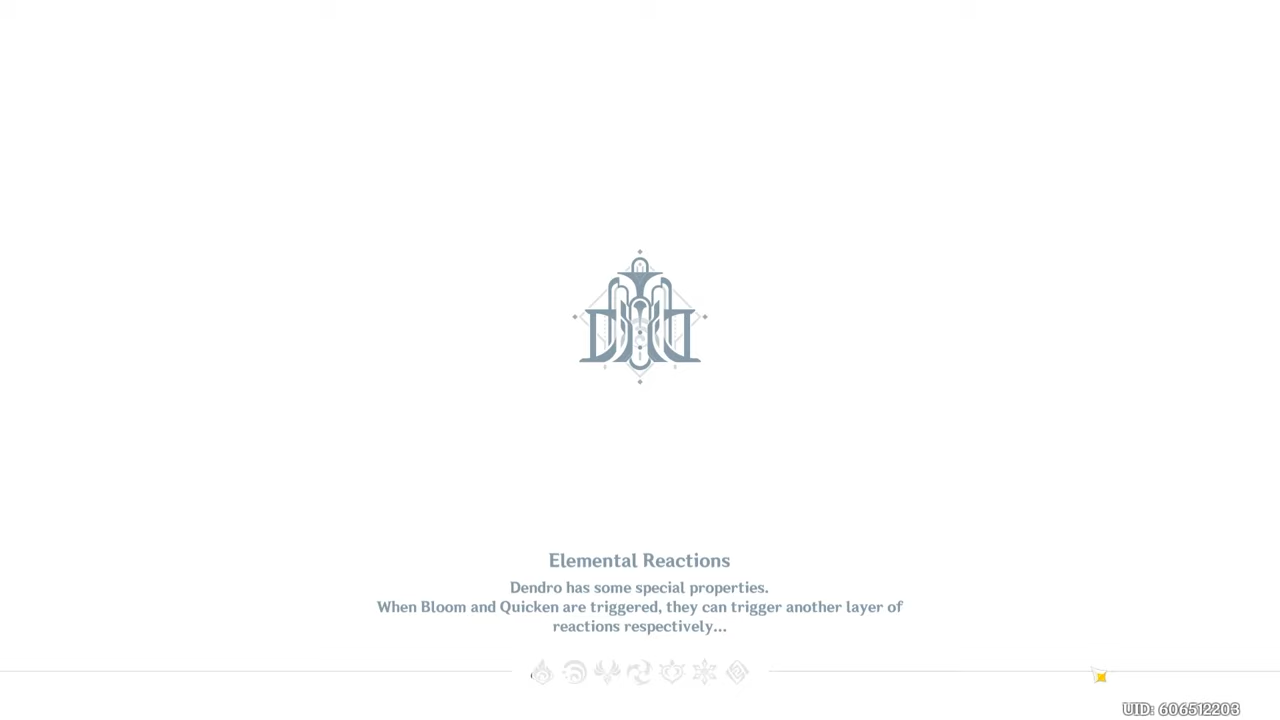 Elemental Reactions
Dendro has some special properties.
When Bloom and Quicken are triggered, they can trigger another layer of
reactions respectively...
UID: 606512203